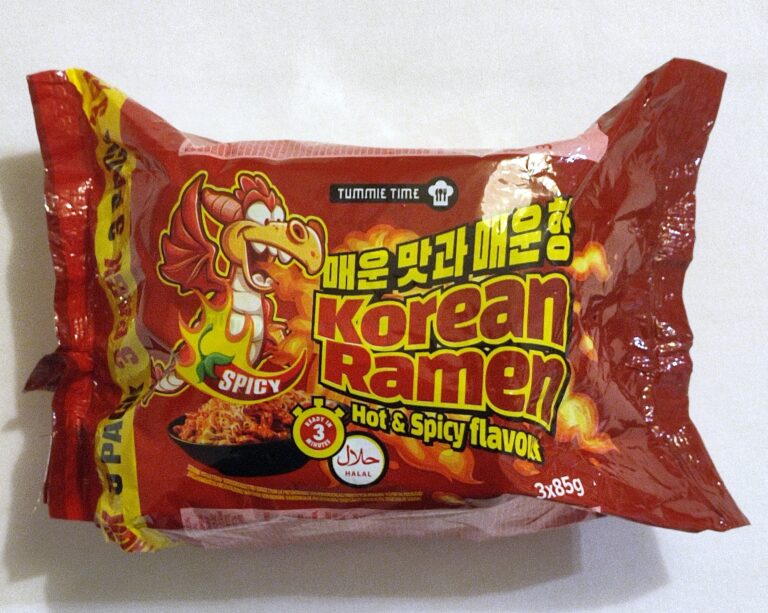 3 PACK
TUMMIE TIME
매운 맛과 매운향
Korean
Ramen
Hot & Spicy flavour
SPICY
READY IN
3
MINUTES
حلال
HALAL
3x85g